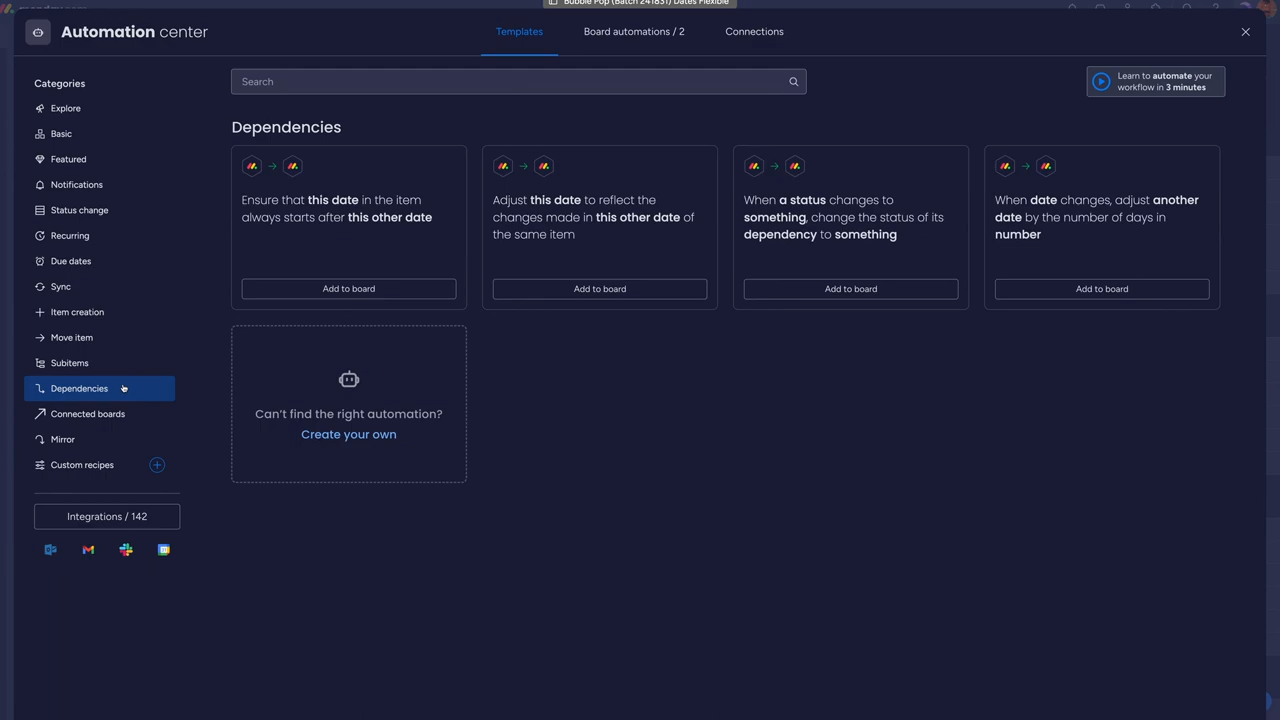 Bubble Pop (Batch 241831) Dates Flexible
Automation center
Templates
Board automations / 2
Connections
Categories
Explore
Basic
Featured
Notifications
Status change
Recurring
Due dates
Sync
Item creation
Move item
Subitems
Dependencies
Connected boards
Mirror
Custom recipes
Integrations / 142
Search
Learn to automate your
workflow in 3 minutes
Dependencies
Ensure that this date in the item
always starts after this other date
Add to board
Adjust this date to reflect the
changes made in this other date of
the same item
Add to board
When a status changes to
something, change the status of its
dependency to something
Add to board
When date changes, adjust another
date by the number of days in
number
Add to board
Can't find the right automation?
Create your own